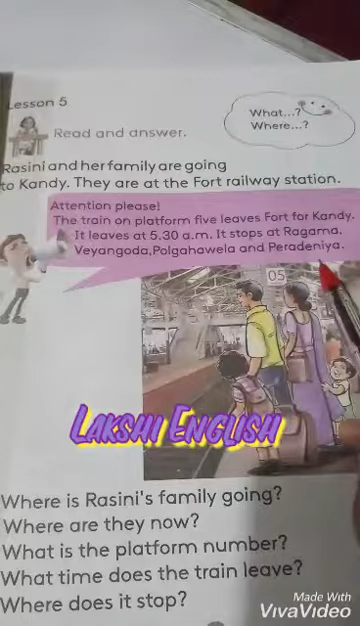 Lesson 5
What...?
Where...?
Read and answer.
Rasini and her family are going
to Kandy. They are at the Fort railway station.
Attention please!
The train on platform five leaves Fort for Kandy.
It leaves at 5.30 a.m. It stops at Ragama,
Veyangoda, Polgahawela and Peradeniya.
05
Lakshi English
Where is Rasini's family going?
Where are they now?
What is the platform number?
What time does the train leave?
Where does it stop?
Made With
VivaVideo